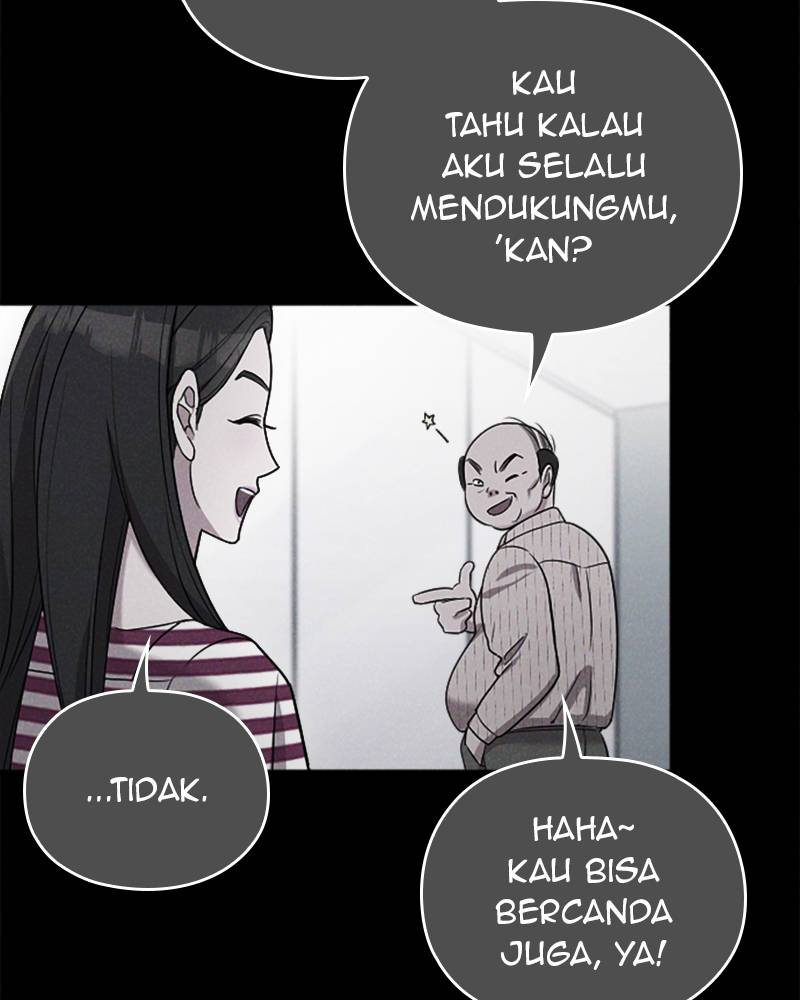 KAU
TAHU KALAU
AKU SELALU
MENDUKUNGMU,
'KAN?
...TIDAK.
HAHA~
KAU BISA
BERCANDA
JUGA, YA!